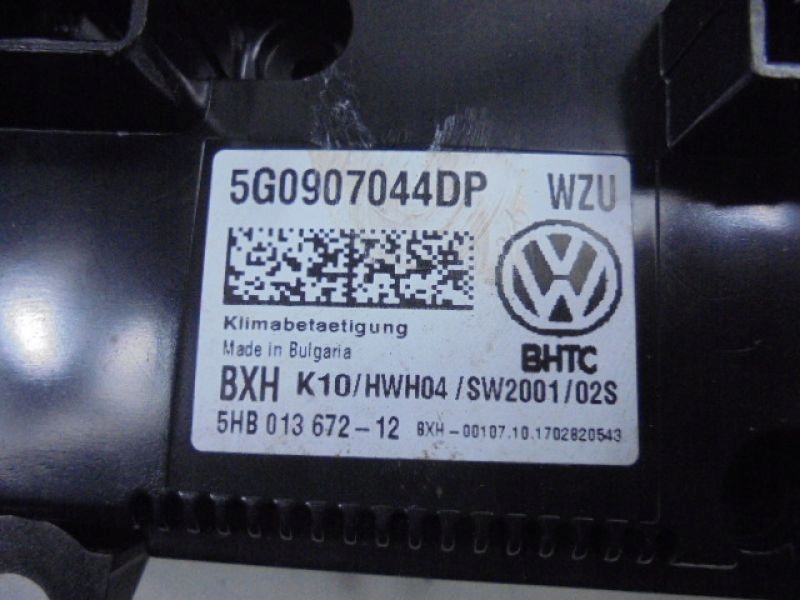 5G0907044DP WZU
Klimabetaetigung
Made in Bulgaria
BHTC
BXH K10/HWH04/SW2001/02S
5HB 013 672-12 BXH-00107.10.1702820543